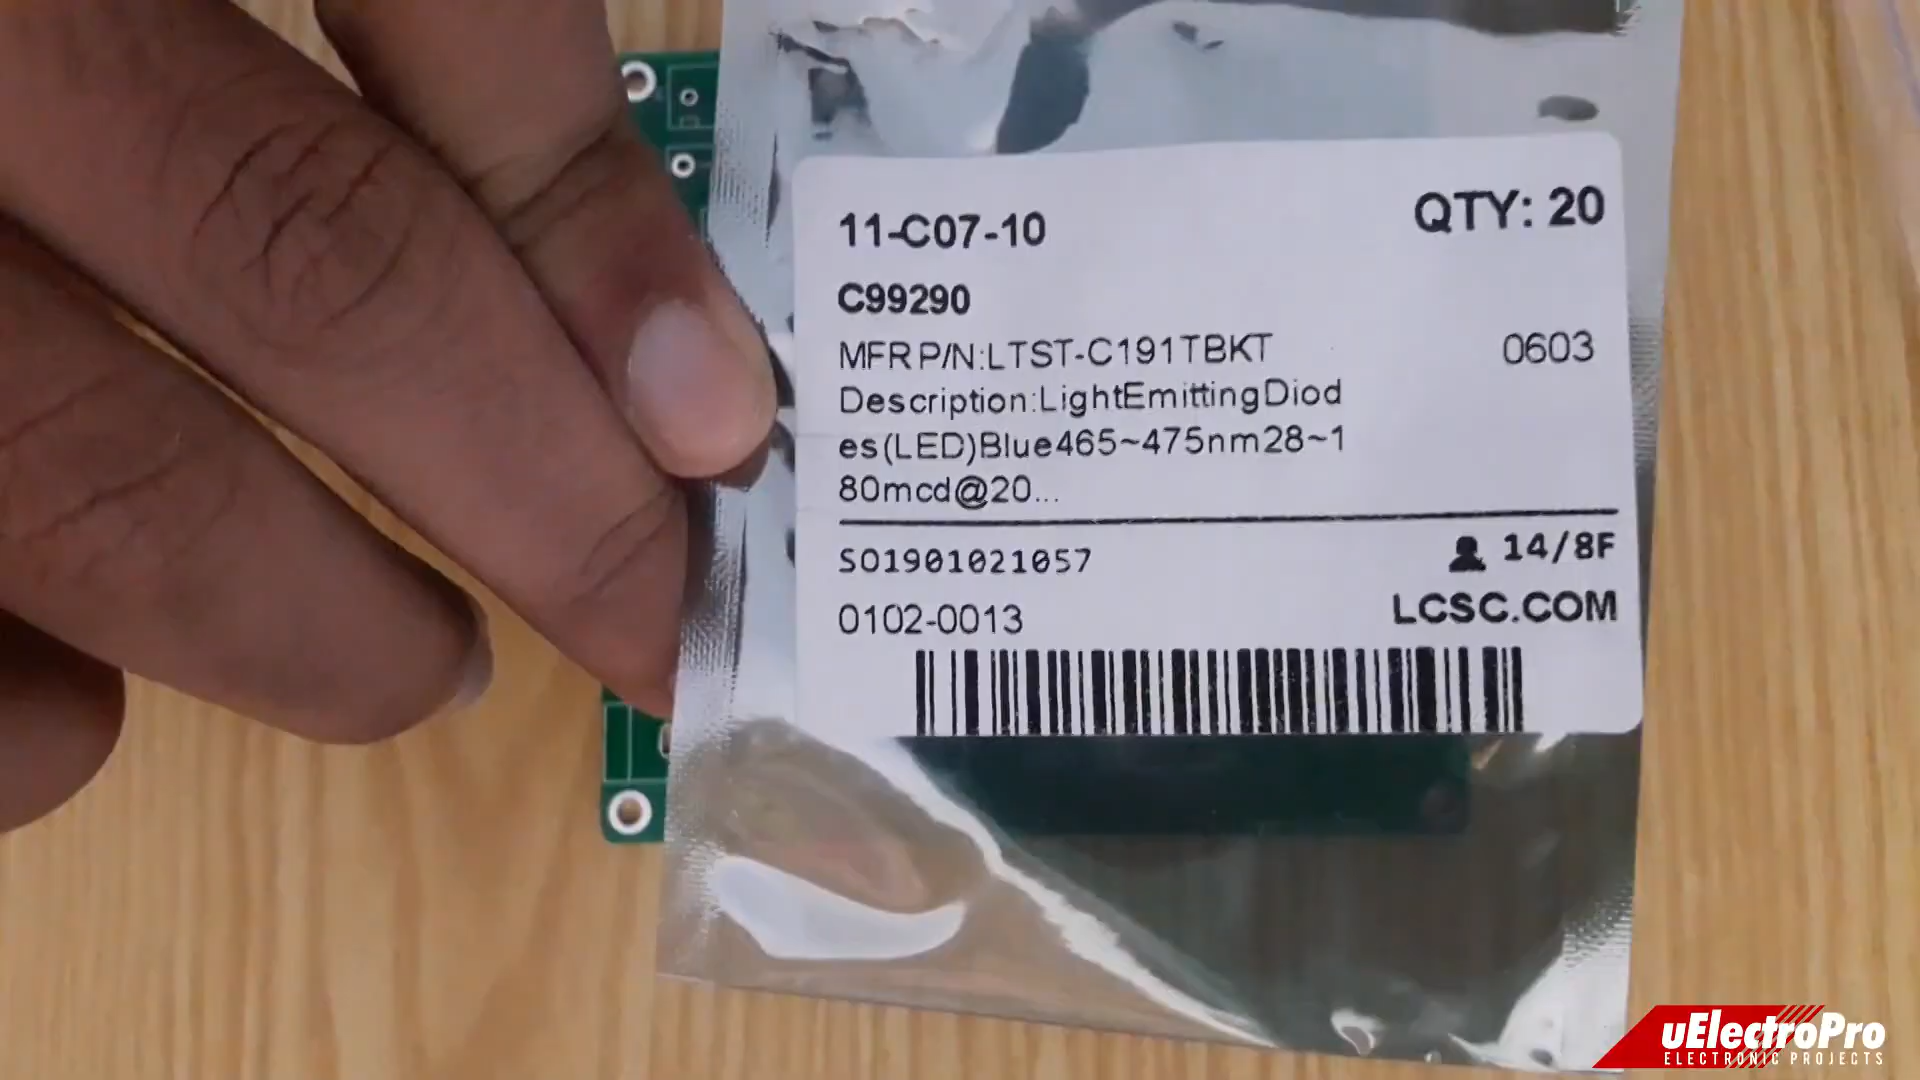 11-C07-10
QTY: 20
C99290
MFR P/N:LTST-C191TBKT
0603
Description:LightEmittingDiod
es(LED)Blue465~475nm28~1
80mcd@20...
SO1901021057
14/8F
0102-0013
LCSC.COM
uElectroPro
ELECTRONIC PROJECTS